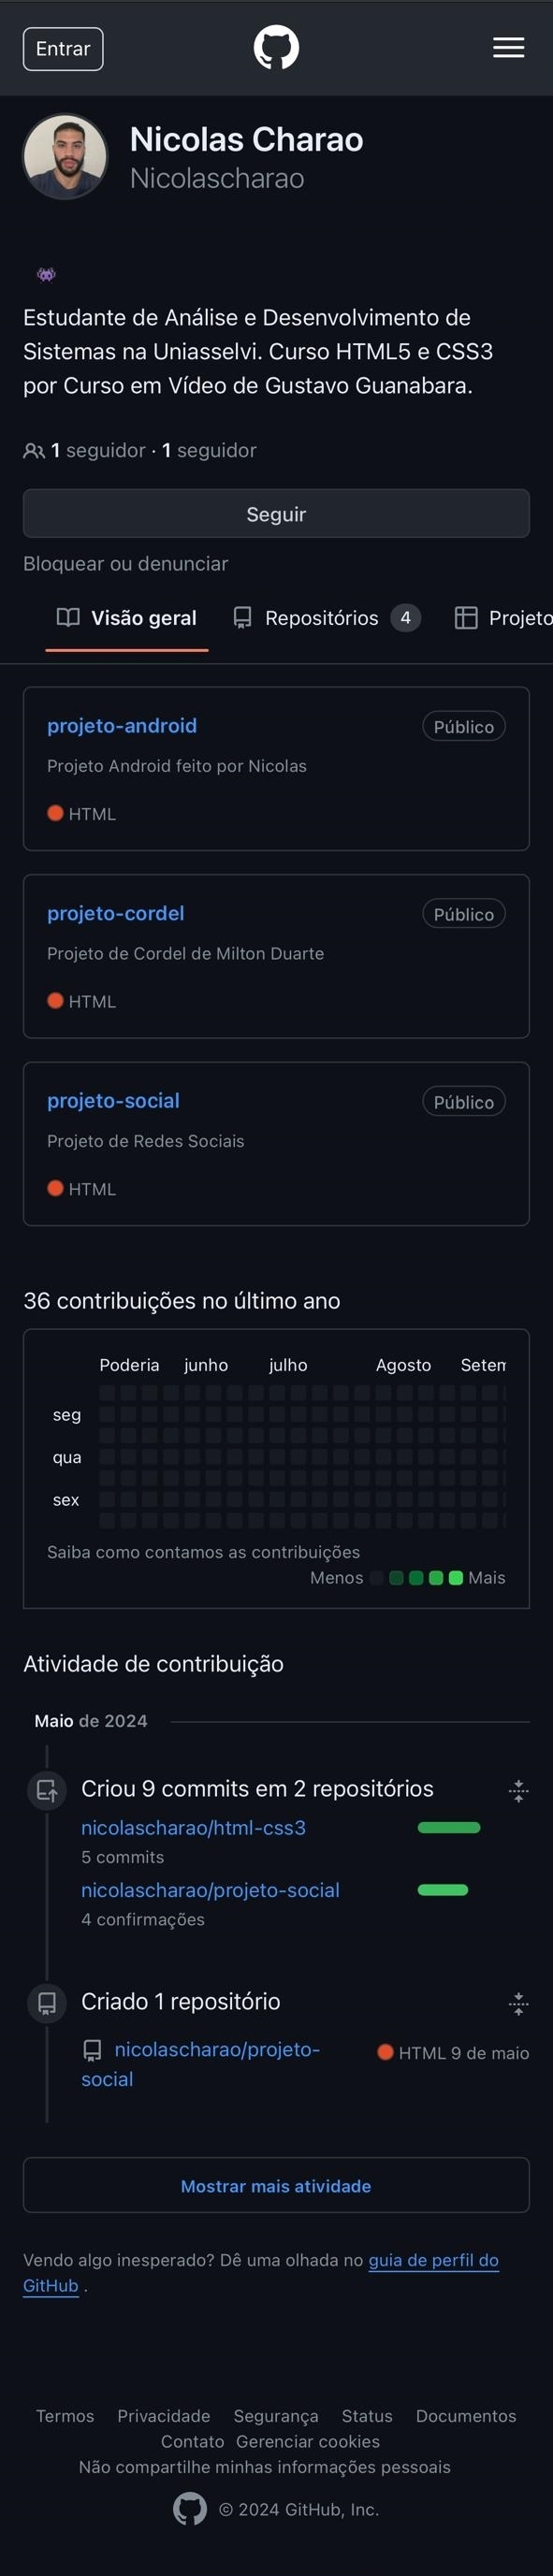 Entrar
Nicolas Charao
Nicolascharao
Estudante de Análise e Desenvolvimento de
Sistemas na Uniasselvi. Curso HTML5 e CSS3
por Curso em Vídeo de Gustavo Guanabara.
1 seguidor · 1 seguidor
Seguir
Bloquear ou denunciar
Visão geral Repositórios 4 Projeto
projeto-android Público
Projeto Android feito por Nicolas
HTML
projeto-cordel Público
Projeto de Cordel de Milton Duarte
HTML
projeto-social Público
Projeto de Redes Sociais
HTML
36 contribuições no último ano
Poderia junho julho Agosto Setem
seg
qua
sex
Saiba como contamos as contribuições
Menos Mais
Atividade de contribuição
Maio de 2024
Criou 9 commits em 2 repositórios
nicolascharao/html-css3
5 commits
nicolascharao/projeto-social
4 confirmações
Criado 1 repositório
nicolascharao/projeto- HTML 9 de maio
social
Mostrar mais atividade
Vendo algo inesperado? Dê uma olhada no guia de perfil do
GitHub .
Termos Privacidade Segurança Status Documentos
Contato Gerenciar cookies
Não compartilhe minhas informações pessoais
© 2024 GitHub, Inc.